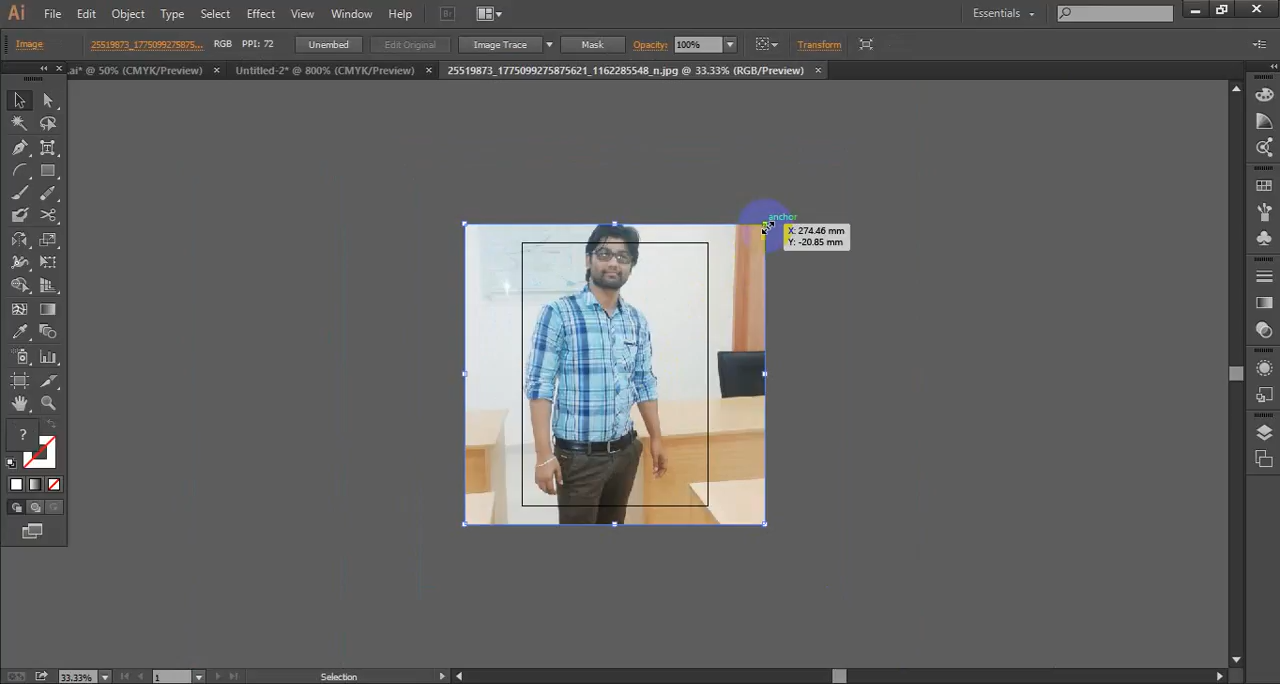 Ai File Edit Object Type Select Effect View Window Help Br Essentials
Image 25519873_1775099275875... RGB PPI: 72 Unembed Edit Original Image Trace Mask Opacity: 100% Transform
.ai* @ 50% (CMYK/Preview) × Untitled-2* @ 800% (CMYK/Preview) × 25519873_1775099275875621_1162285548_n.jpg @ 33.33% (RGB/Preview) ×
anchor
X: 274.46 mm
Y: -20.85 mm
?
33.33% 1 Selection